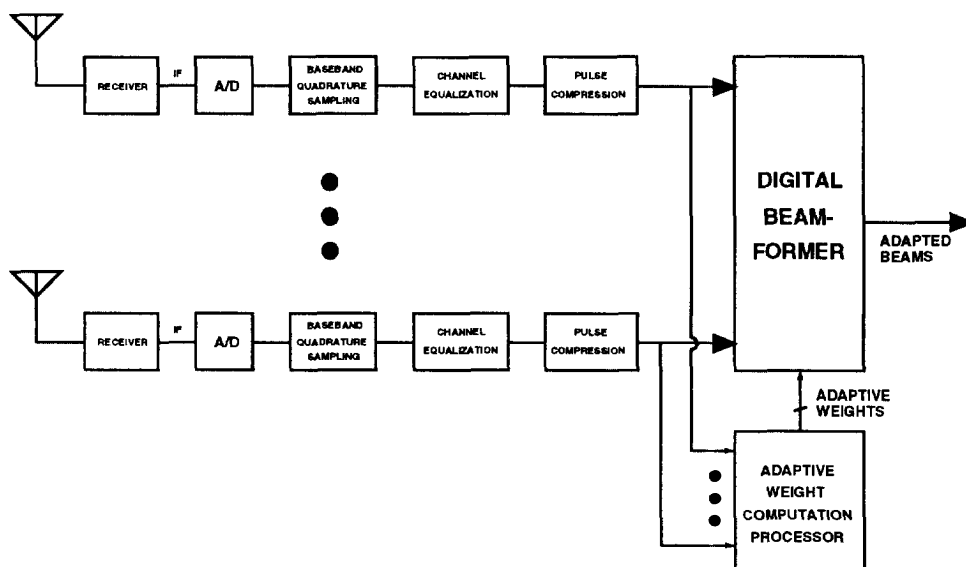 RECEIVER
IF
A/D
BASEBAND
QUADRATURE
SAMPLING
CHANNEL
EQUALIZATION
PULSE
COMPRESSION
DIGITAL
BEAM-
FORMER
ADAPTED
BEAMS
RECEIVER
IF
A/D
BASEBAND
QUADRATURE
SAMPLING
CHANNEL
EQUALIZATION
PULSE
COMPRESSION
ADAPTIVE
WEIGHTS
ADAPTIVE
WEIGHT
COMPUTATION
PROCESSOR